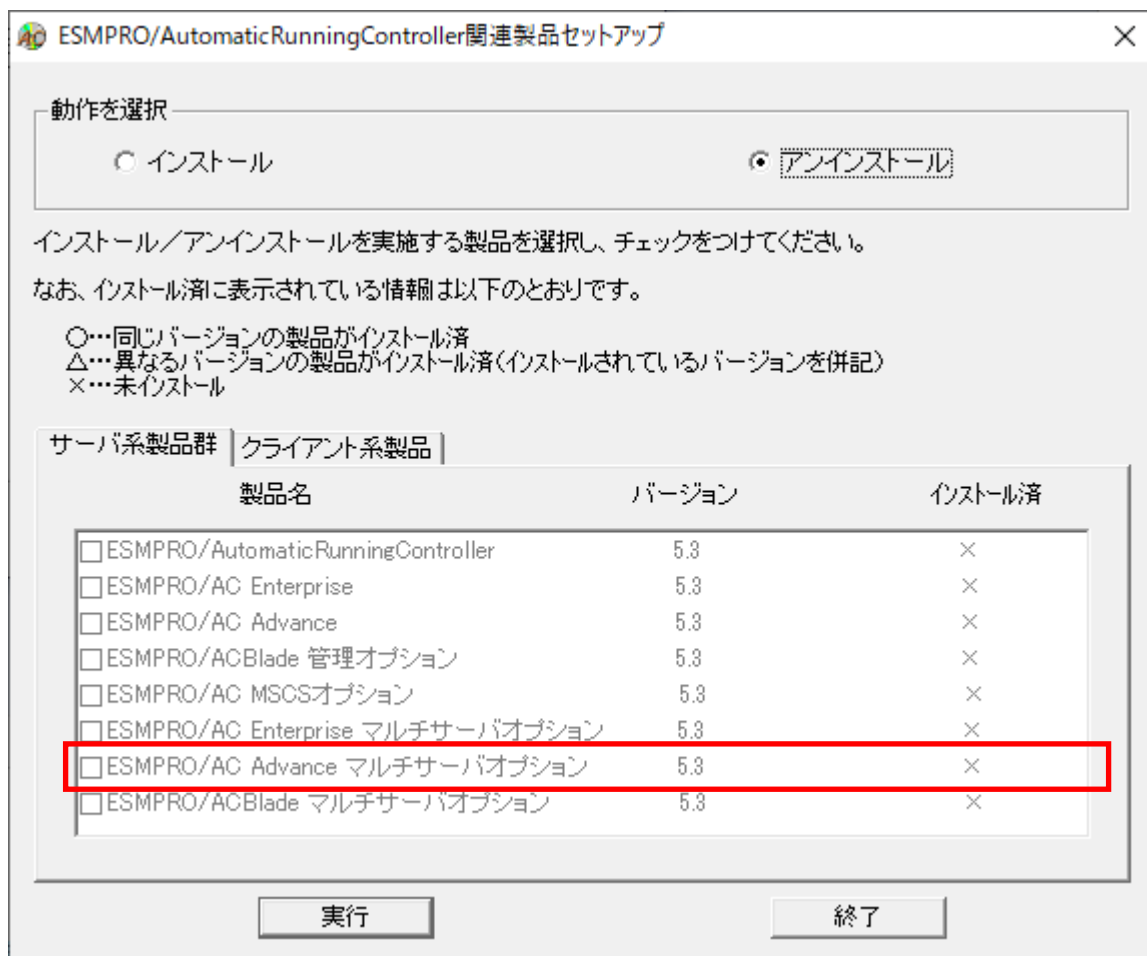 ESMPRO/AutomaticRunningController関連製品セットアップ
動作を選択
インストール アンインストール
インストール／アンインストールを実施する製品を選択し、チェックをつけてください。
なお、インストール済に表示されている情報は以下のとおりです。
○…同じバージョンの製品がインストール済
△…異なるバージョンの製品がインストール済(インストールされているバージョンを併記)
×…未インストール
サーバ系製品群 クライアント系製品
製品名 バージョン インストール済
ESMPRO/AutomaticRunningController 5.3 ×
ESMPRO/AC Enterprise 5.3 ×
ESMPRO/AC Advance 5.3 ×
ESMPRO/ACBlade 管理オプション 5.3 ×
ESMPRO/AC MSCSオプション 5.3 ×
ESMPRO/AC Enterprise マルチサーバオプション 5.3 ×
ESMPRO/AC Advance マルチサーバオプション 5.3 ×
ESMPRO/ACBlade マルチサーバオプション 5.3 ×
実行 終了